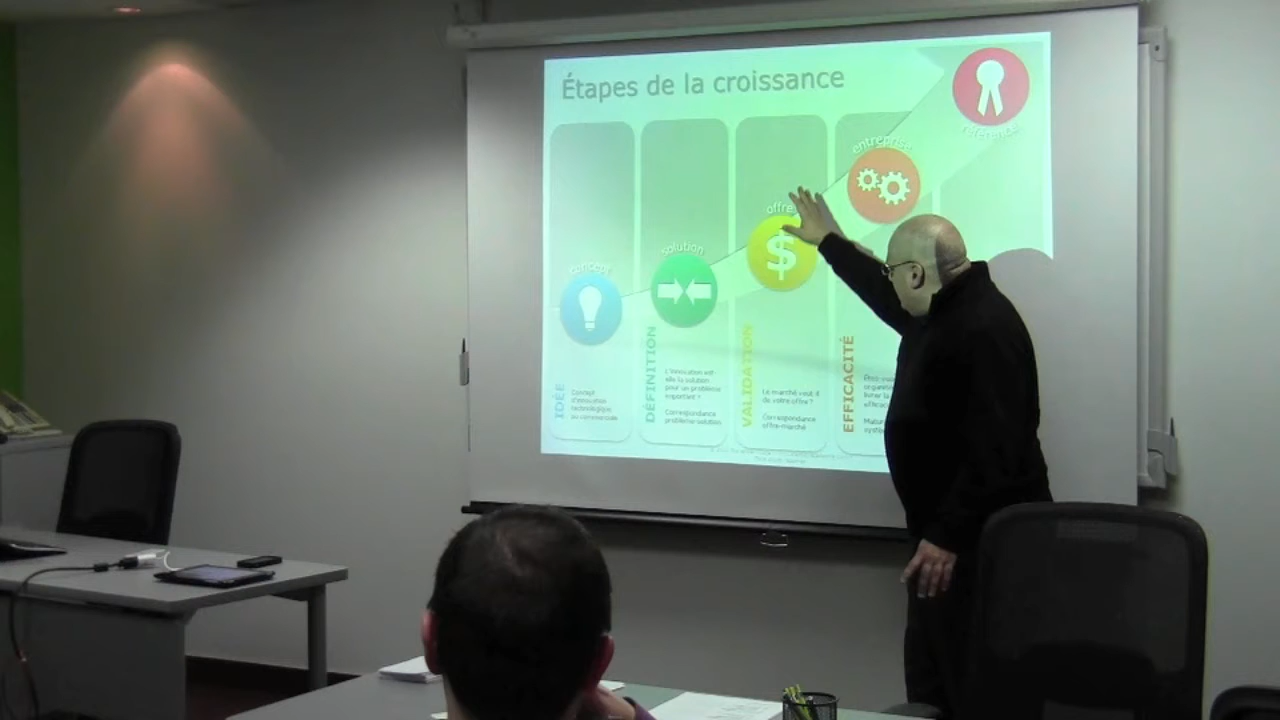 Étapes de la croissance
référence
entreprise
offre
solution
concept
IDÉE
Concept
d'innovation
technologique
ou commerciale
DÉFINITION
L'innovation est-
elle la solution
pour un problème
important ?
Correspondance
problème-solution
VALIDATION
Le marché veut-il
de votre offre ?
Correspondance
offre-marché
EFFICACITÉ